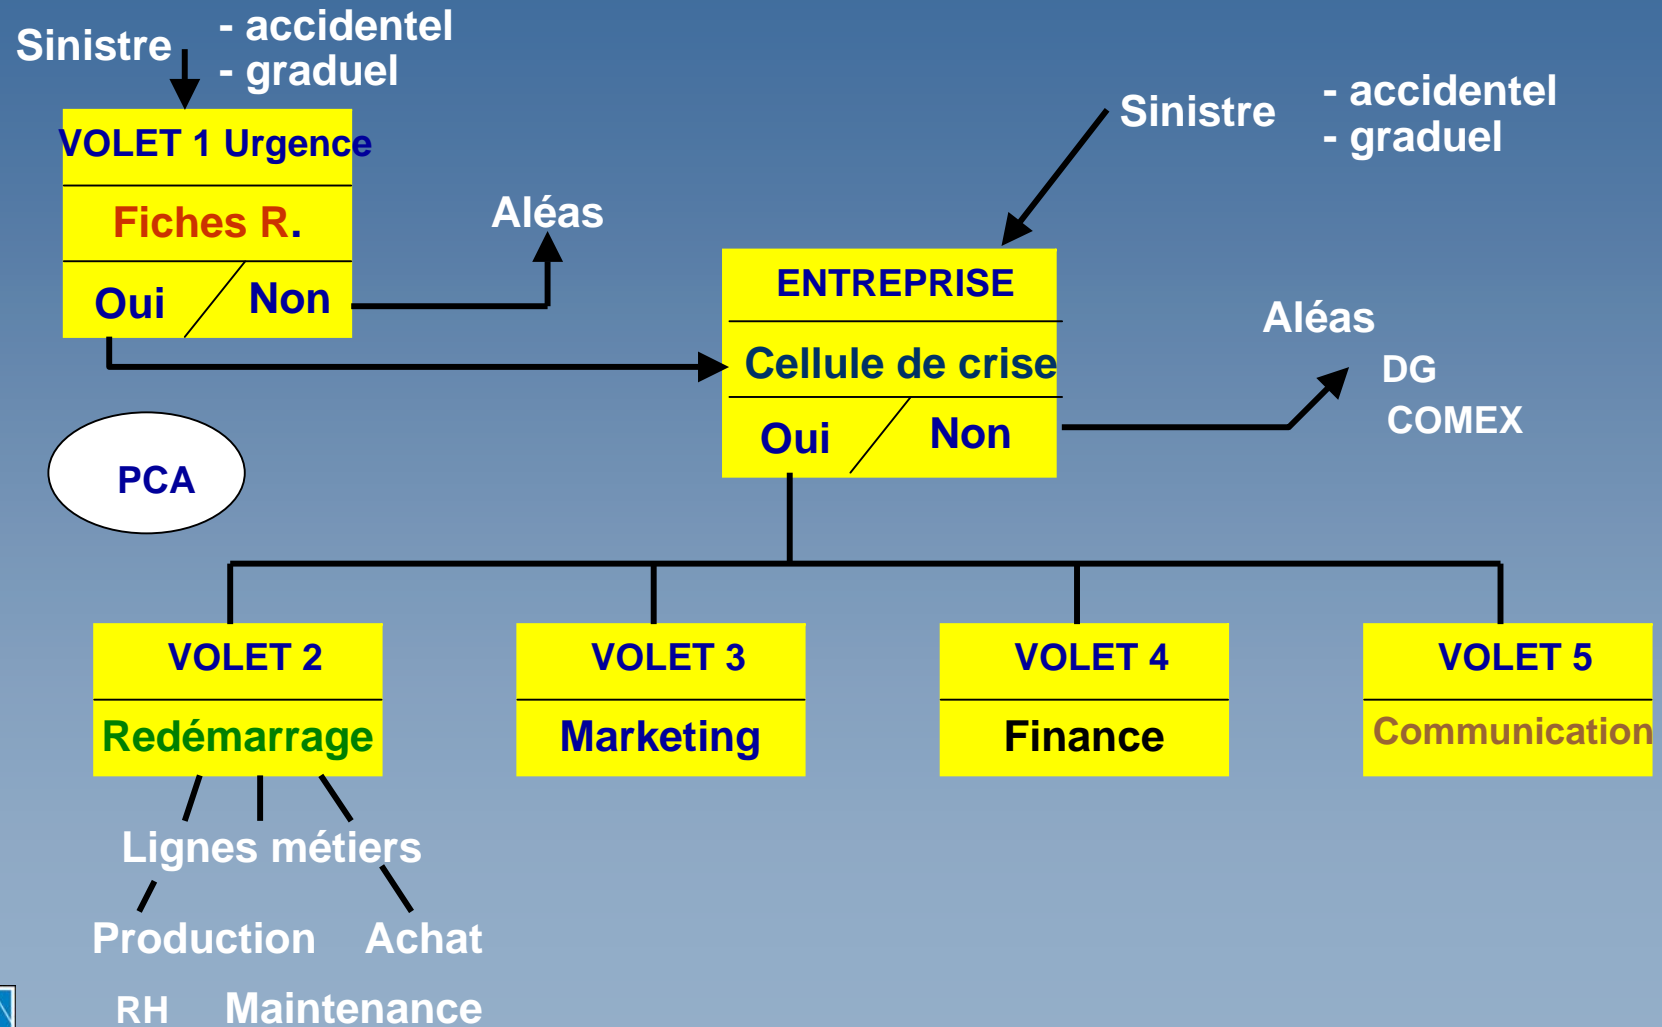 Sinistre
- accidentel
- graduel
VOLET 1 Urgence
Fiches R.
Oui / Non
Aléas
Sinistre
- accidentel
- graduel
ENTREPRISE
Cellule de crise
Oui / Non
Aléas
DG
COMEX
PCA
VOLET 2
Redémarrage
VOLET 3
Marketing
VOLET 4
Finance
VOLET 5
Communication
Lignes métiers
Production Achat
RH Maintenance